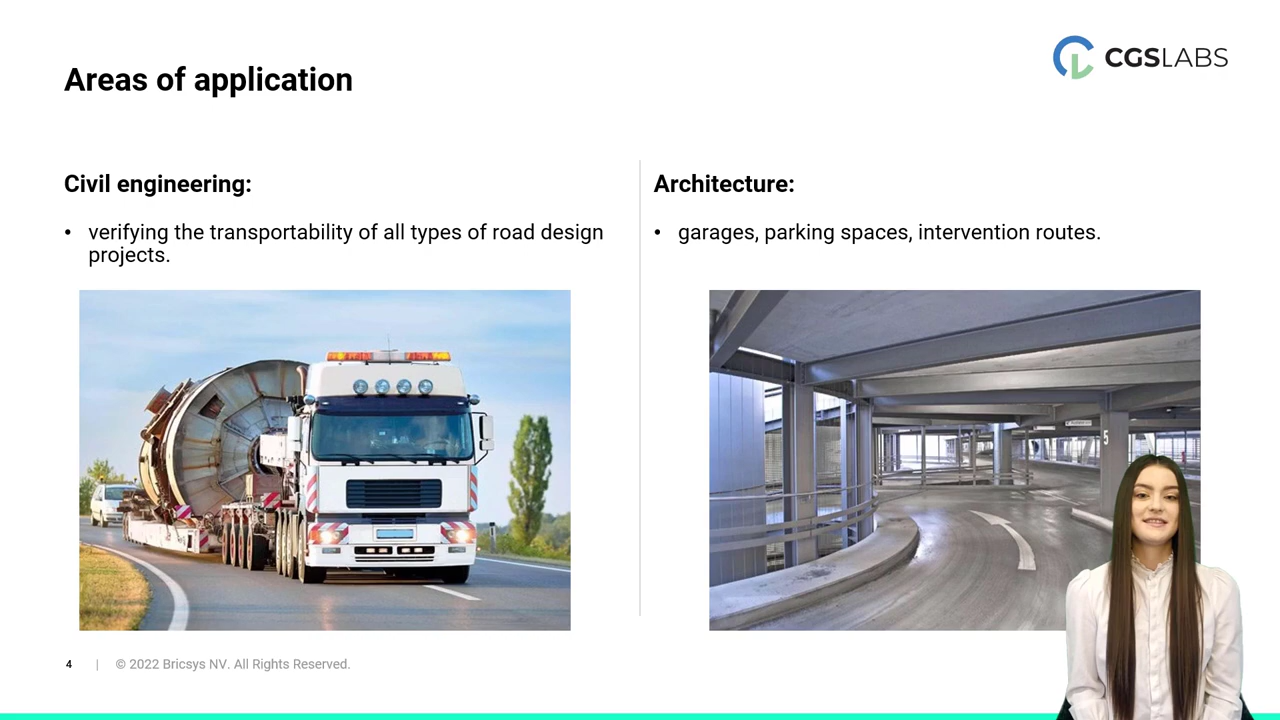 Areas of application
CGSLABS
Civil engineering:
• verifying the transportability of all types of road design
projects.
Architecture:
• garages, parking spaces, intervention routes.
5
4 | © 2022 Bricsys NV. All Rights Reserved.